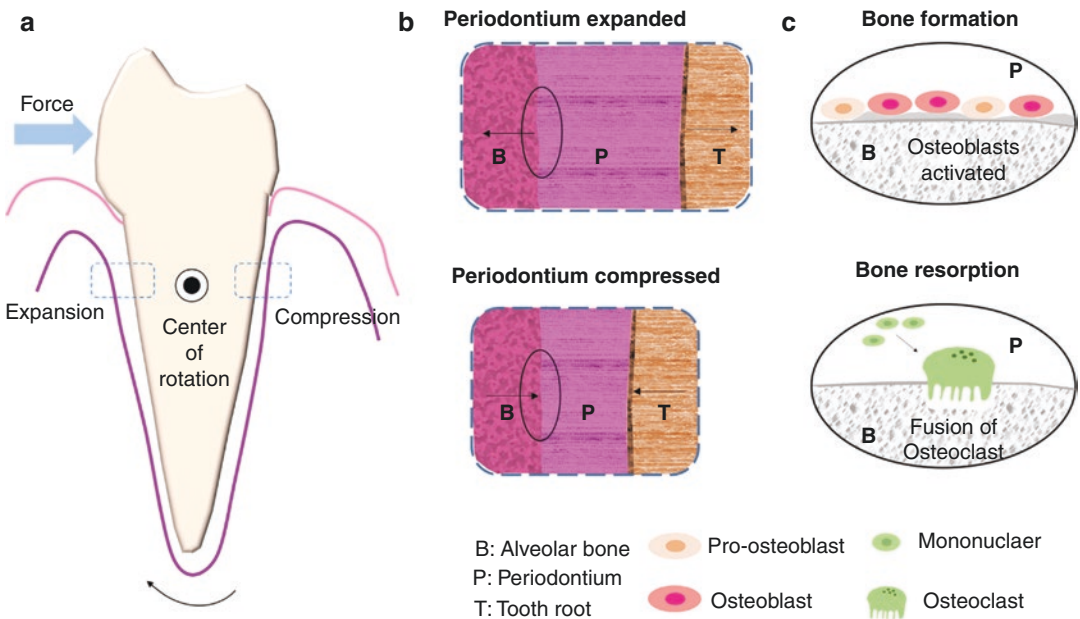 a
Force
Expansion
Compression
Center
of
rotation
b
Periodontium expanded
B
P
T
Periodontium compressed
B
P
T
c
Bone formation
P
B
Osteoblasts
activated
Bone resorption
P
B
Fusion of
Osteoclast
B: Alveolar bone
P: Periodontium
T: Tooth root
Pro-osteoblast
Osteoblast
Mononuclaer
Osteoclast